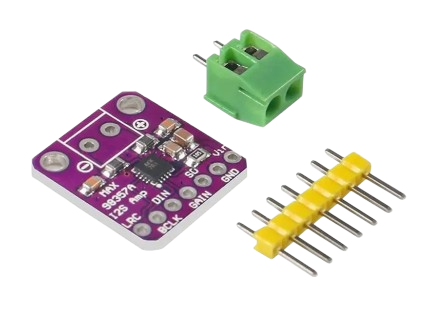 MAX
98357A
I2S Amp
LRC
BCLK
DIN
GAIN
SD
GND
Vin